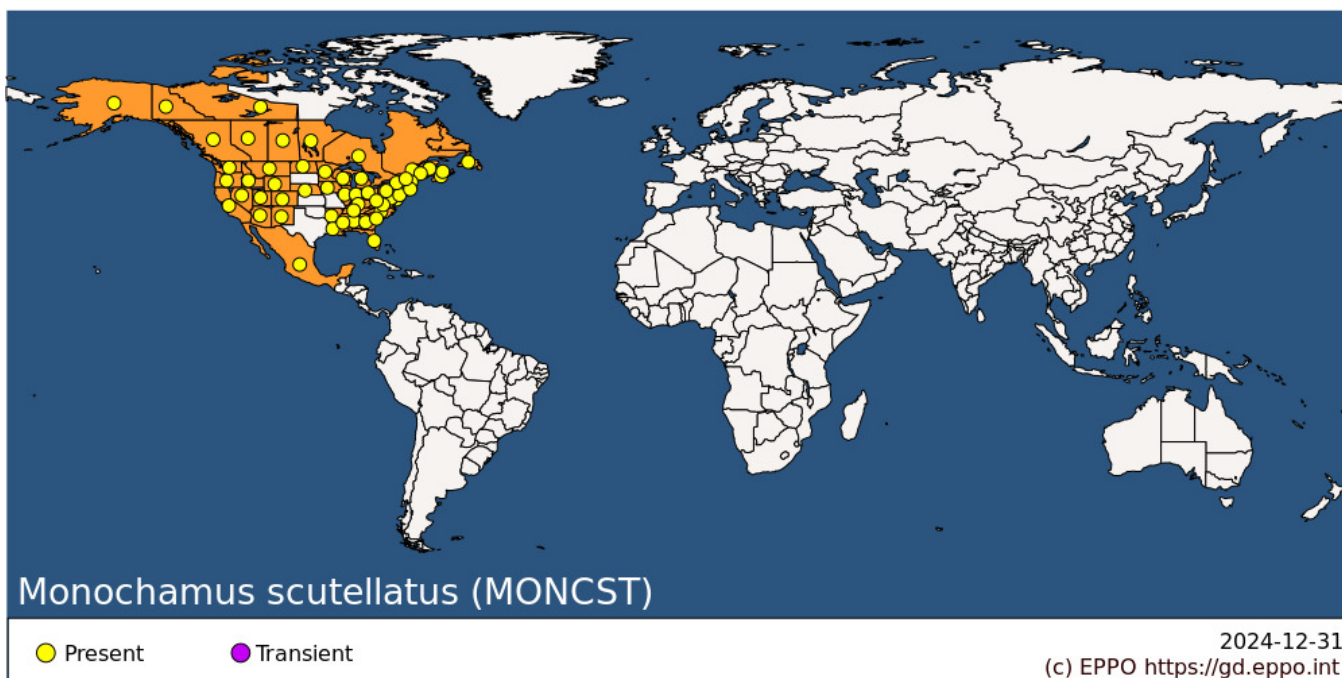 Monochamus scutellatus (MONCST)
Present
Transient
2024-12-31
(c) EPPO https://gd.eppo.int